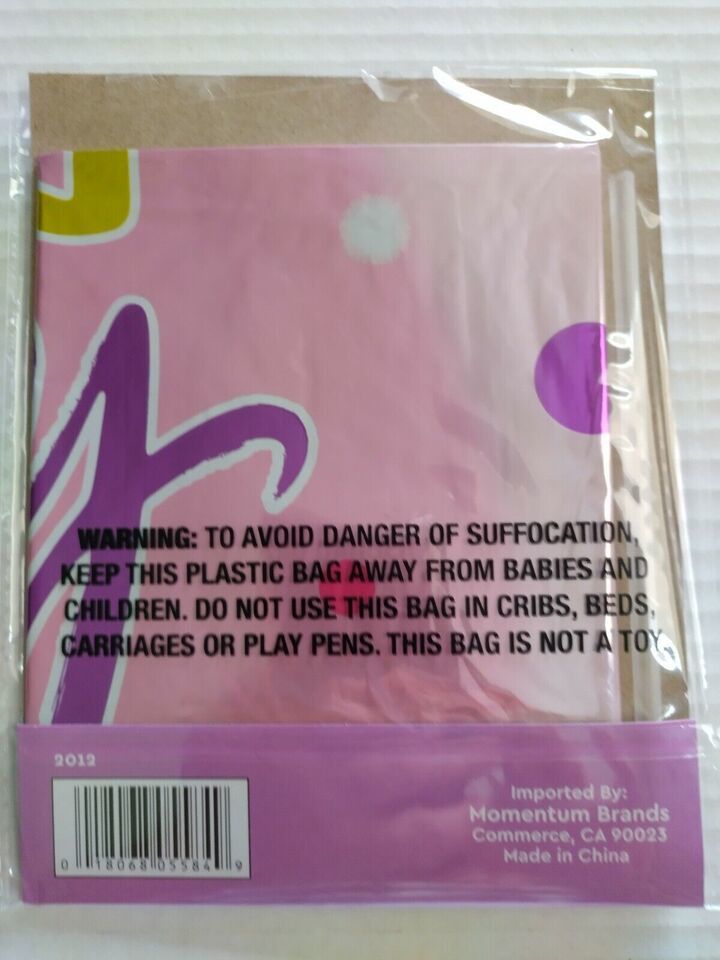 WARNING: TO AVOID DANGER OF SUFFOCATION,
KEEP THIS PLASTIC BAG AWAY FROM BABIES AND
CHILDREN. DO NOT USE THIS BAG IN CRIBS, BEDS,
CARRIAGES OR PLAY PENS. THIS BAG IS NOT A TOY.
2012
0 18068 05584 9
Imported By:
Momentum Brands
Commerce, CA 90023
Made in China